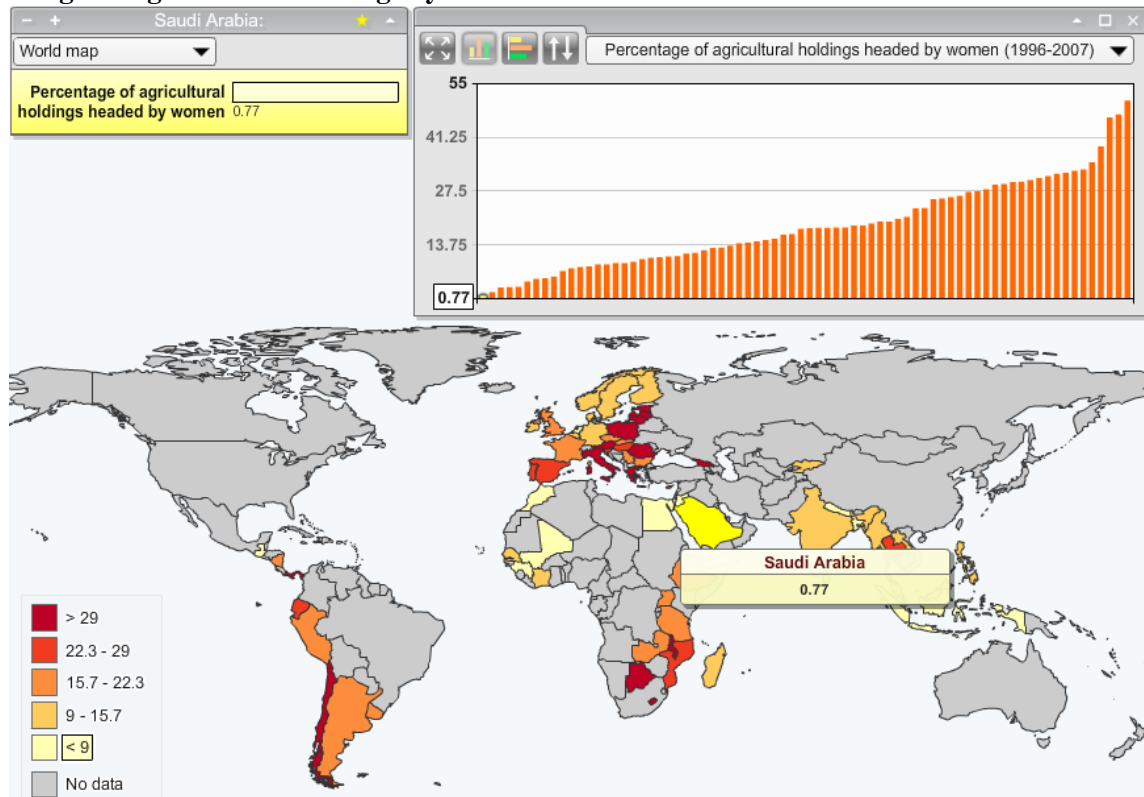 Saudi Arabia:
World map
Percentage of agricultural
holdings headed by women 0.77
Percentage of agricultural holdings headed by women (1996-2007)
55
41.25
27.5
13.75
0.77
Saudi Arabia
0.77
> 29
22.3 - 29
15.7 - 22.3
9 - 15.7
< 9
No data